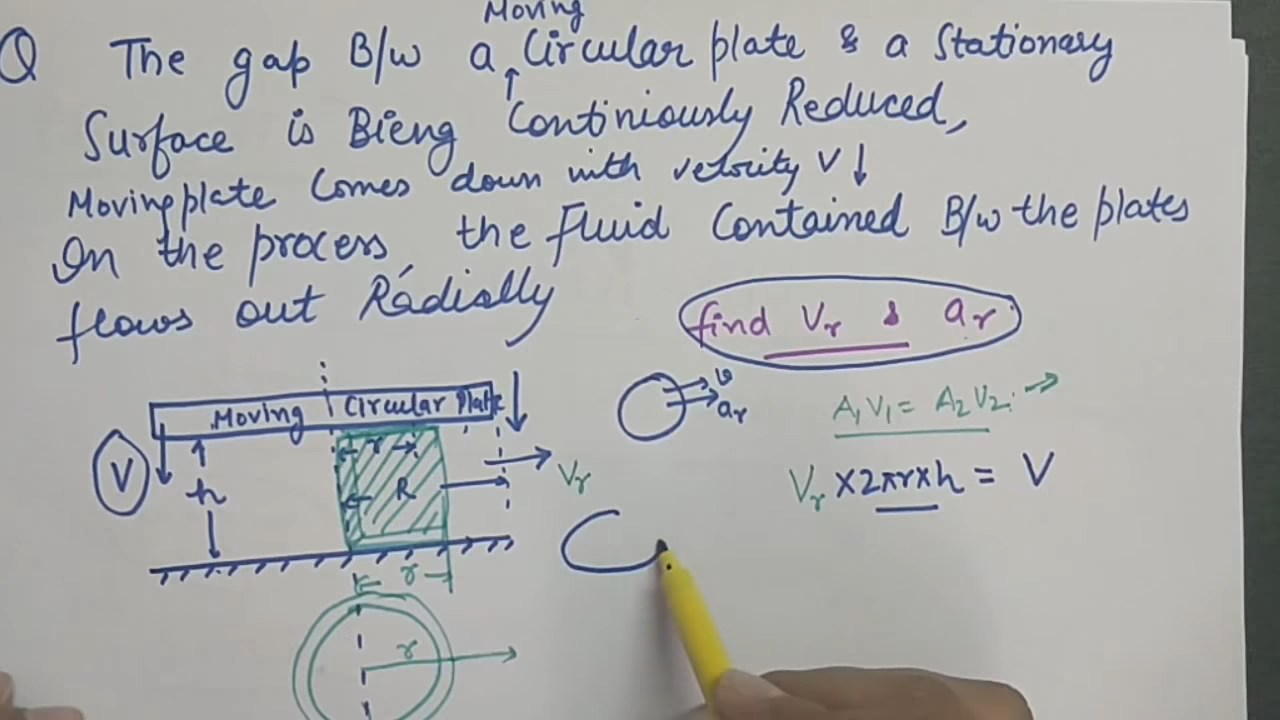 Moving
Q The gap B/w a Circular plate & a Stationary
Surface is Bieng Continiously Reduced,
Moving plate Comes down with velocity V ↓
In the process the fluid Contained B/w the plates
flows out Radially
find Vr & ar
Moving Circular Plate
v
ar
A1V1 = A2V2.
V
h
r
R
Vr
Vr × 2πr × h = V
r
r